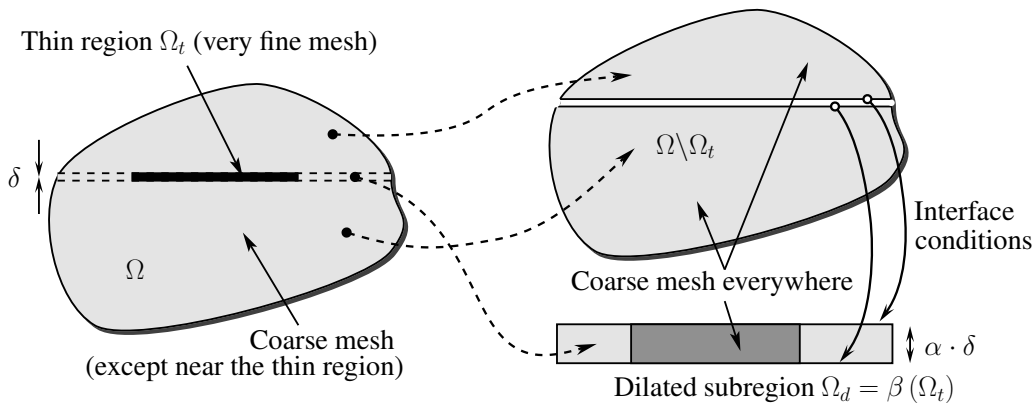 Thin region Ωₜ (very fine mesh)
δ
Ω
Coarse mesh
(except near the thin region)
Ω\Ωₜ
Interface
conditions
Coarse mesh everywhere
α · δ
Dilated subregion Ω_d = β (Ωₜ)